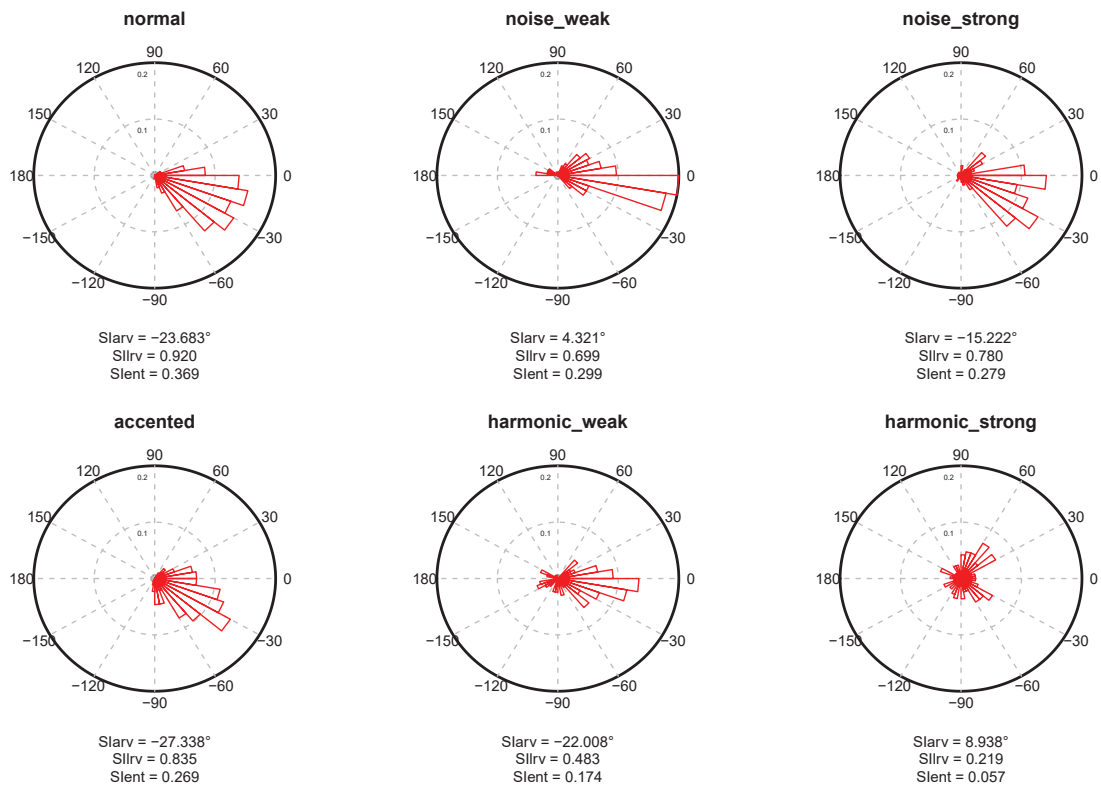 normal
noise_weak
noise_strong
90
120 60
0.2
150 30
0.1
180 0
−150 −30
−120 −60
−90
90
120 60
0.2
150 30
0.1
180 0
−150 −30
−120 −60
−90
90
120 60
0.2
150 30
0.1
180 0
−150 −30
−120 −60
−90
SIarv = −23.683°
SIlrv = 0.920
SIent = 0.369
SIarv = 4.321°
SIlrv = 0.699
SIent = 0.299
SIarv = −15.222°
SIlrv = 0.780
SIent = 0.279
accented
harmonic_weak
harmonic_strong
90
120 60
0.2
150 30
0.1
180 0
−150 −30
−120 −60
−90
90
120 60
0.2
150 30
0.1
180 0
−150 −30
−120 −60
−90
90
120 60
0.2
150 30
0.1
180 0
−150 −30
−120 −60
−90
SIarv = −27.338°
SIlrv = 0.835
SIent = 0.269
SIarv = −22.008°
SIlrv = 0.483
SIent = 0.174
SIarv = 8.938°
SIlrv = 0.219
SIent = 0.057